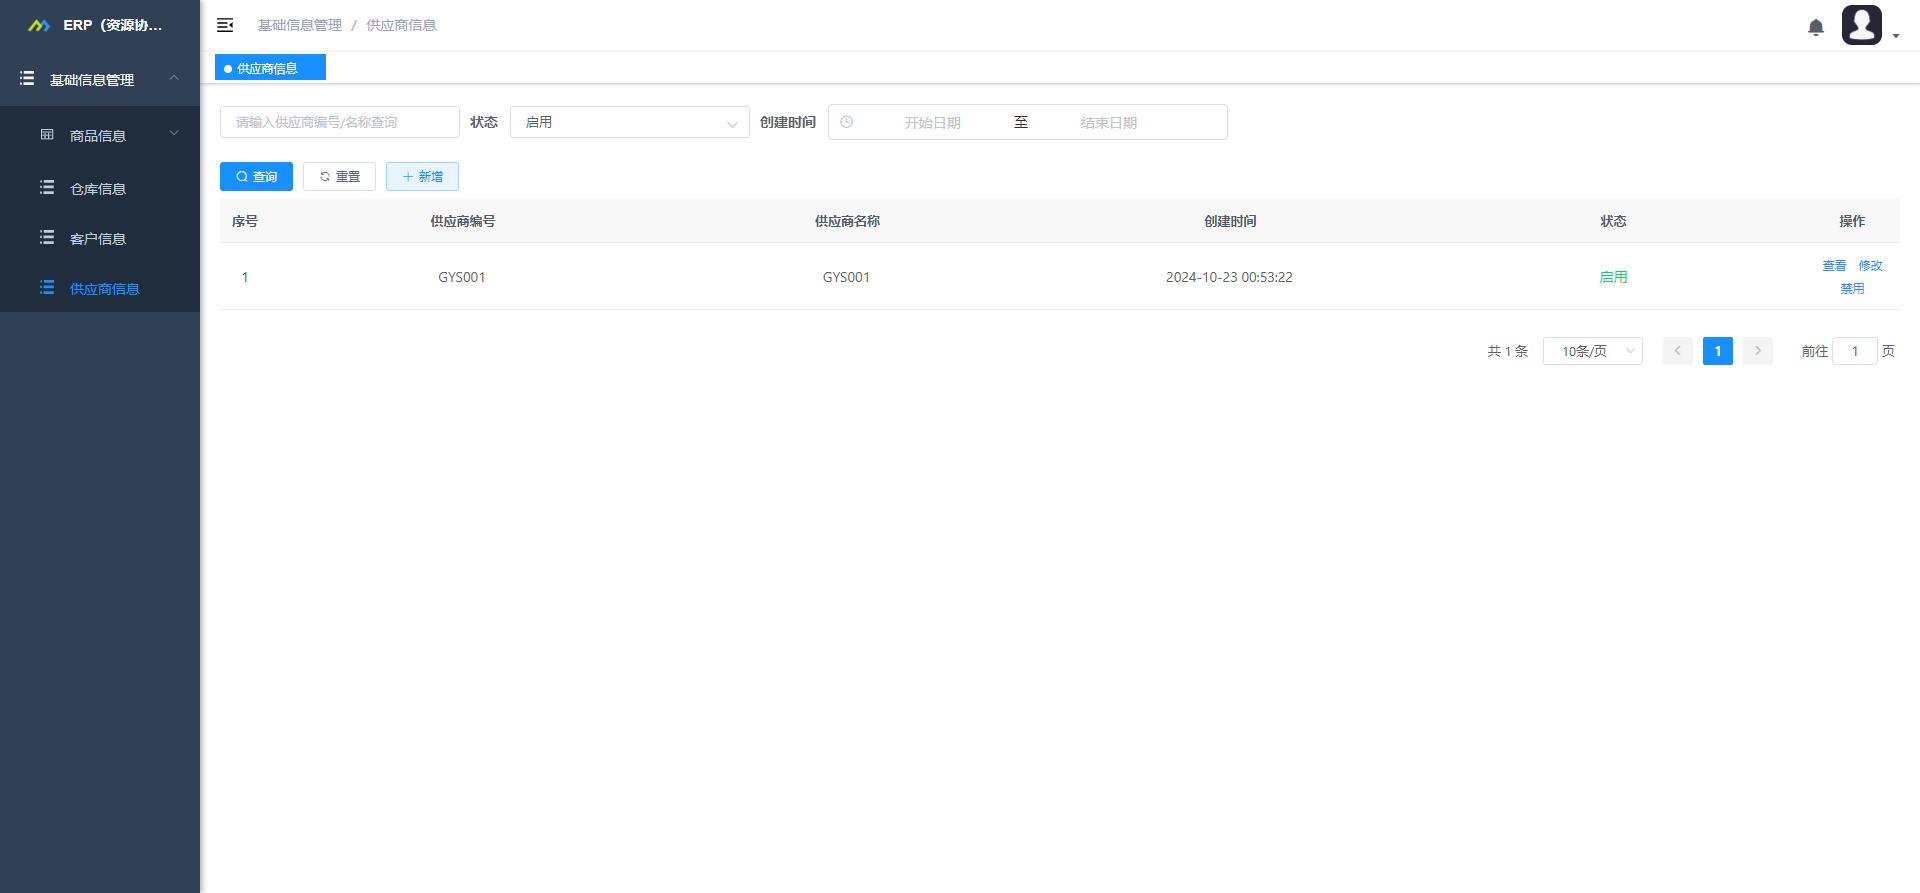 ERP（资源协...
基础信息管理
商品信息
仓库信息
客户信息
供应商信息
基础信息管理 / 供应商信息
供应商信息
请输入供应商编号/名称查询 状态 启用 创建时间 开始日期 至 结束日期
查询 重置 新增
序号 供应商编号 供应商名称 创建时间 状态 操作
1 GYS001 GYS001 2024-10-23 00:53:22 启用 查看 修改
禁用
共 1 条 10条/页 1 前往 1 页